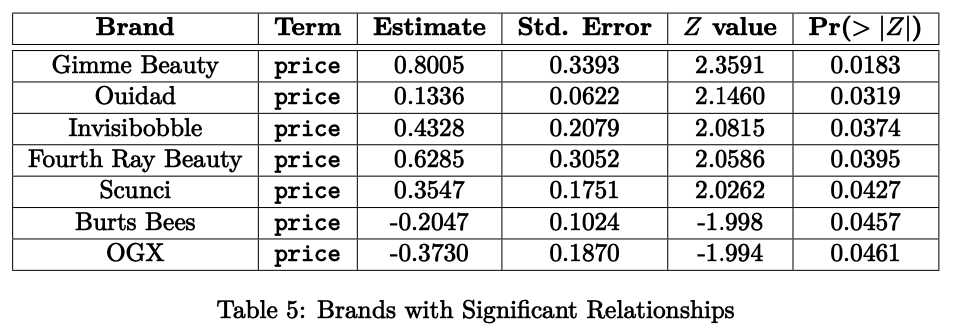 Brand Term Estimate Std. Error Z value Pr(> |Z|)
Gimme Beauty price 0.8005 0.3393 2.3591 0.0183
Ouidad price 0.1336 0.0622 2.1460 0.0319
Invisibobble price 0.4328 0.2079 2.0815 0.0374
Fourth Ray Beauty price 0.6285 0.3052 2.0586 0.0395
Scunci price 0.3547 0.1751 2.0262 0.0427
Burts Bees price -0.2047 0.1024 -1.998 0.0457
OGX price -0.3730 0.1870 -1.994 0.0461
Table 5: Brands with Significant Relationships